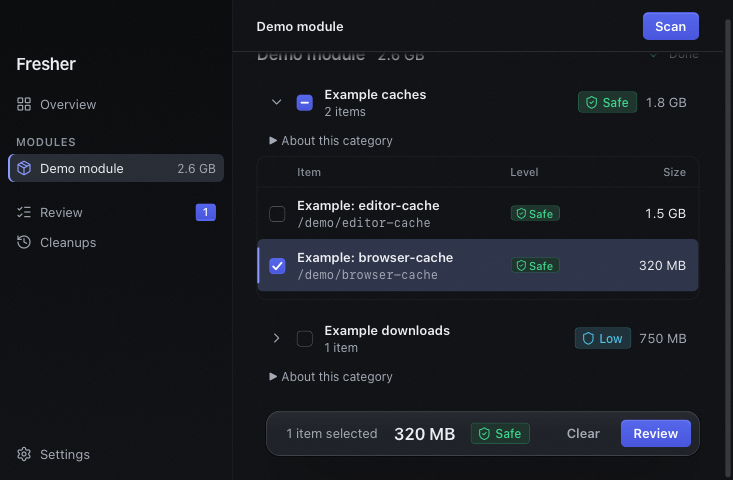 Demo module
Scan
Fresher
Overview
MODULES
Demo module 2.6 GB
Review 1
Cleanups
Settings
Demo module 2.6 GB
Done
Example caches
2 items
Safe 1.8 GB
About this category
Item Level Size
Example: editor-cache
/demo/editor-cache
Safe 1.5 GB
Example: browser-cache
/demo/browser-cache
Safe 320 MB
Example downloads
1 item
Low 750 MB
About this category
1 item selected 320 MB Safe Clear Review